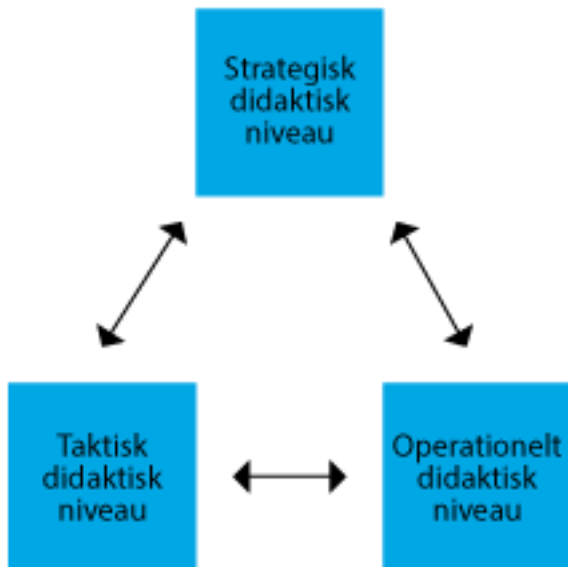 Strategisk
didaktisk
niveau
Taktisk
didaktisk
niveau
Operationelt
didaktisk
niveau